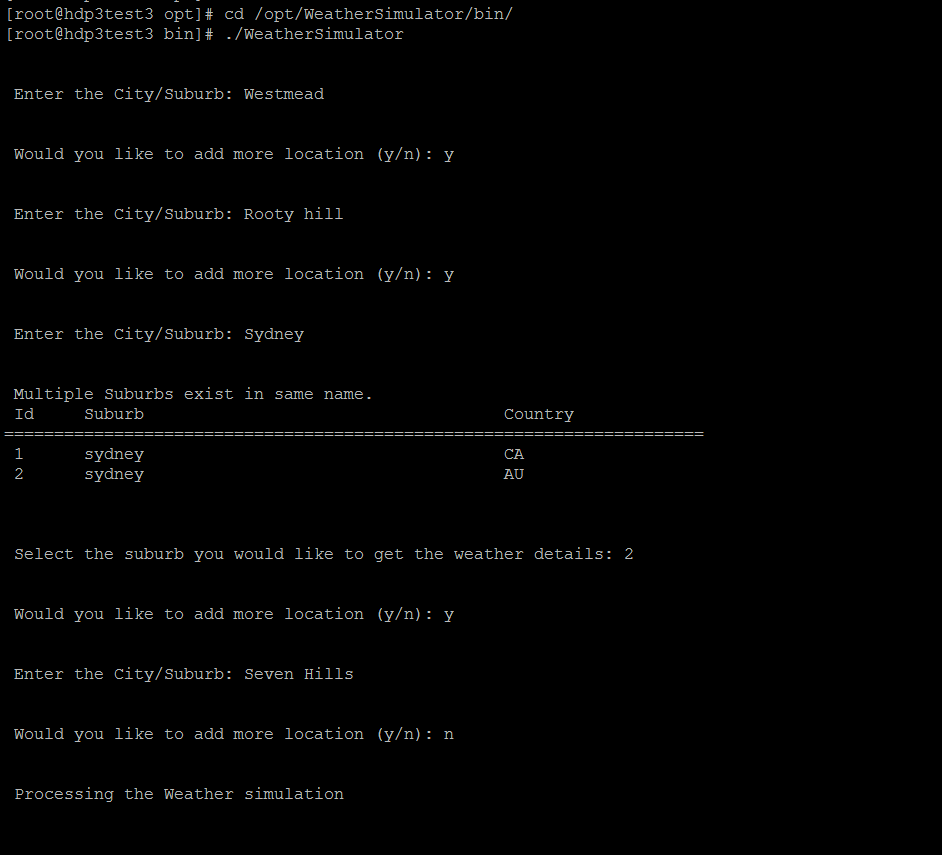 [root@hdp3test3 opt]# cd /opt/WeatherSimulator/bin/
[root@hdp3test3 bin]# ./WeatherSimulator
Enter the City/Suburb: Westmead
Would you like to add more location (y/n): y
Enter the City/Suburb: Rooty hill
Would you like to add more location (y/n): y
Enter the City/Suburb: Sydney
Multiple Suburbs exist in same name.
Id Suburb Country
======================================================================
1 sydney CA
2 sydney AU
Select the suburb you would like to get the weather details: 2
Would you like to add more location (y/n): y
Enter the City/Suburb: Seven Hills
Would you like to add more location (y/n): n
Processing the Weather simulation